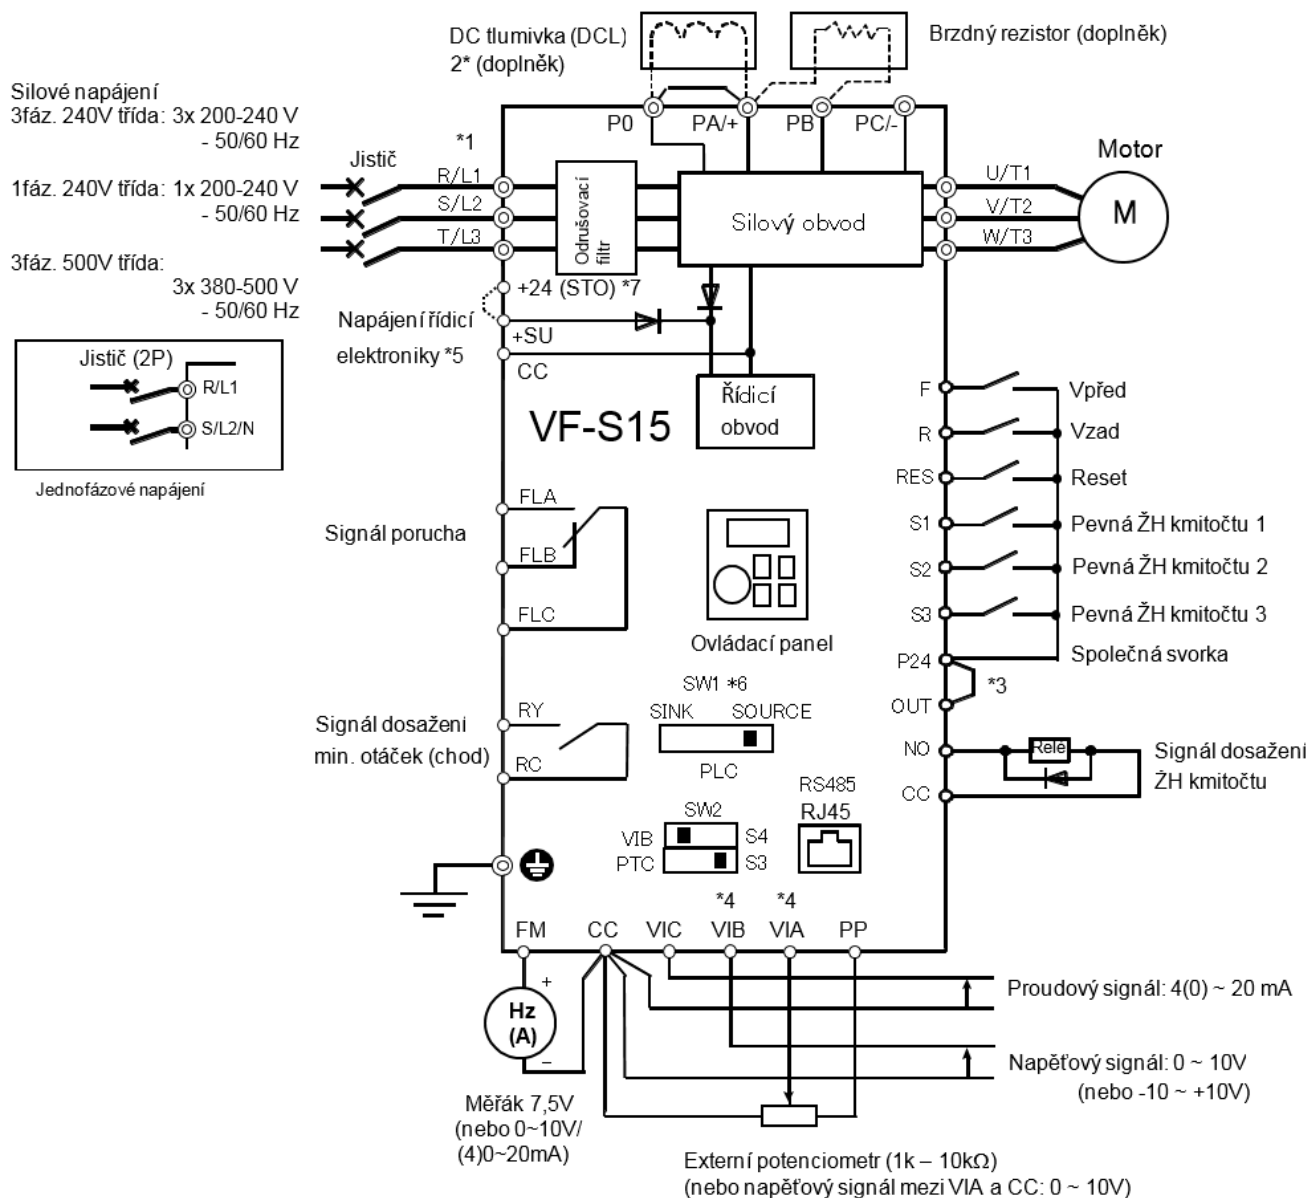 DC tlumivka (DCL)
2* (doplněk)
Brzdný rezistor (doplněk)
Silové napájení
3fáz. 240V třída: 3x 200-240 V
- 50/60 Hz
1fáz. 240V třída: 1x 200-240 V
- 50/60 Hz
3fáz. 500V třída:
3x 380-500 V
- 50/60 Hz
*1
Jistič
P0
PA/+
PB
PC/-
R/L1
S/L2
T/L3
Odrušovací
filtr
Silový obvod
U/T1
V/T2
W/T3
Motor
M
+24 (STO) *7
Napájení řídicí
elektroniky *5
+SU
CC
Řídicí
obvod
Jistič (2P)
R/L1
S/L2/N
Jednofázové napájení
VF-S15
F
Vpřed
R
Vzad
RES
Reset
S1
Pevná ŽH kmitočtu 1
S2
Pevná ŽH kmitočtu 2
S3
Pevná ŽH kmitočtu 3
P24
Společná svorka
*3
OUT
NO
Relé
CC
Signál dosažení
ŽH kmitočtu
Signál porucha
FLA
FLB
FLC
Ovládací panel
Signál dosažení
min. otáček (chod)
RY
RC
SW1 *6
SINK
SOURCE
PLC
SW2
VIB
S4
PTC
S3
RS485
RJ45
*4
*4
FM
CC
VIC
VIB
VIA
PP
+
Hz
(A)
–
Měřák 7,5V
(nebo 0~10V/
(4)0~20mA)
Proudový signál: 4(0) ~ 20 mA
Napěťový signál: 0 ~ 10V
(nebo -10 ~ +10V)
Externí potenciometr (1k – 10kΩ)
(nebo napěťový signál mezi VIA a CC: 0 ~ 10V)